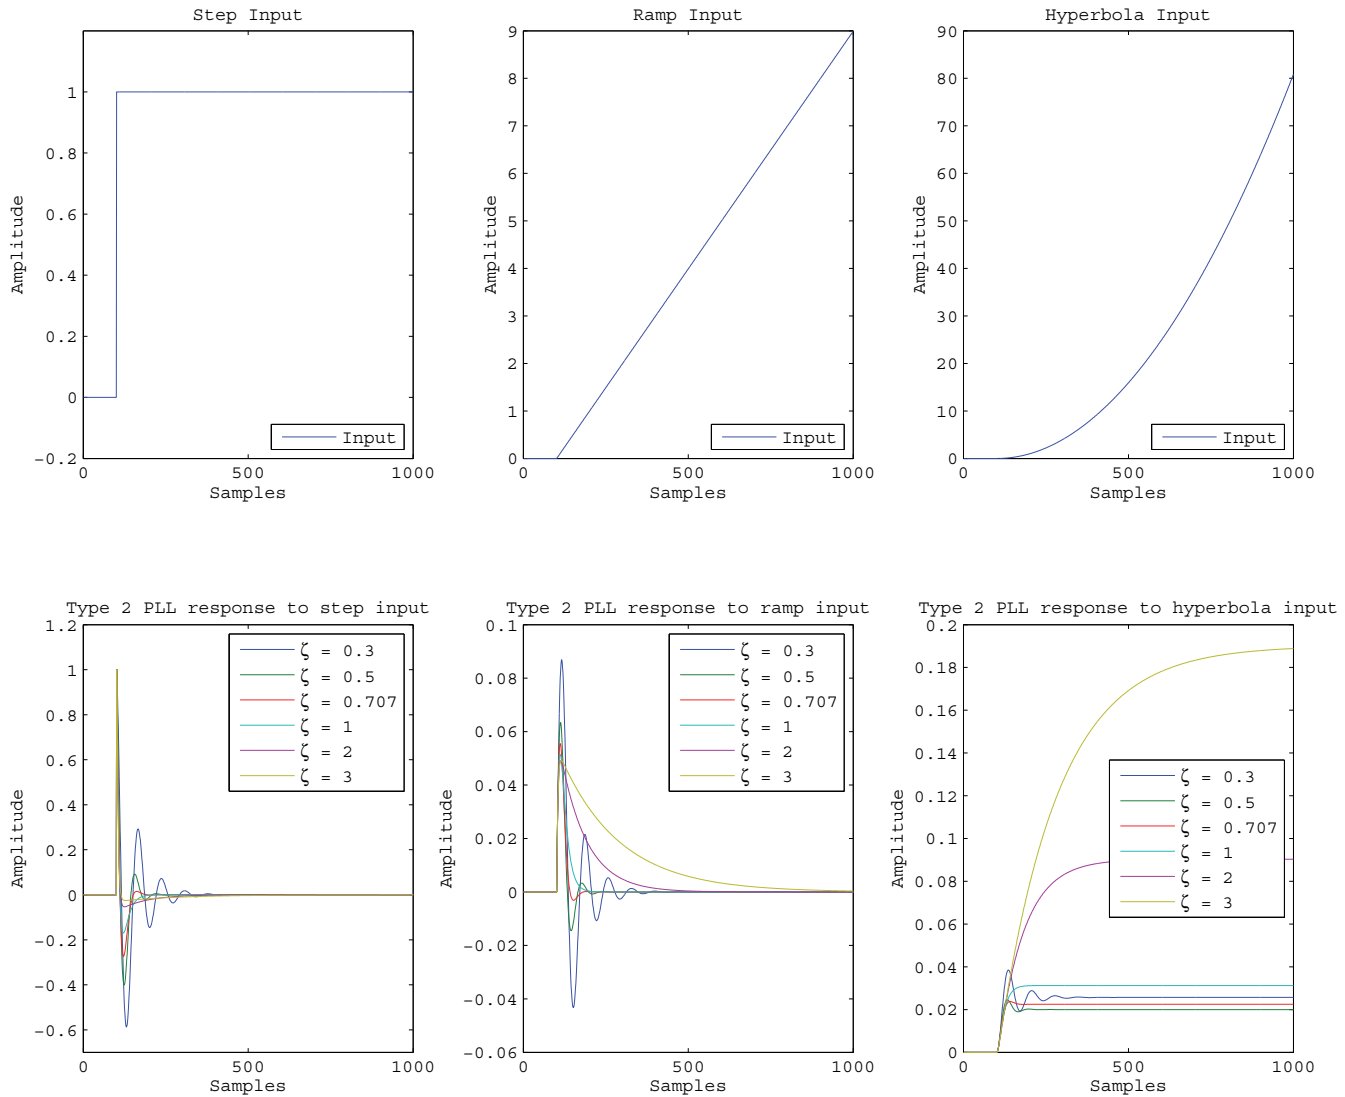 Step Input
Amplitude
1
0.8
0.6
0.4
0.2
0
-0.2
0
500
1000
Samples
Input
Ramp Input
Amplitude
9
8
7
6
5
4
3
2
1
0
0
500
1000
Samples
Input
Hyperbola Input
Amplitude
90
80
70
60
50
40
30
20
10
0
0
500
1000
Samples
Input
Type 2 PLL response to step input
Amplitude
1.2
1
0.8
0.6
0.4
0.2
0
-0.2
-0.4
-0.6
0
500
1000
Samples
ζ = 0.3
ζ = 0.5
ζ = 0.707
ζ = 1
ζ = 2
ζ = 3
Type 2 PLL response to ramp input
Amplitude
0.1
0.08
0.06
0.04
0.02
0
-0.02
-0.04
-0.06
0
500
1000
Samples
ζ = 0.3
ζ = 0.5
ζ = 0.707
ζ = 1
ζ = 2
ζ = 3
Type 2 PLL response to hyperbola input
Amplitude
0.2
0.18
0.16
0.14
0.12
0.1
0.08
0.06
0.04
0.02
0
0
500
1000
Samples
ζ = 0.3
ζ = 0.5
ζ = 0.707
ζ = 1
ζ = 2
ζ = 3